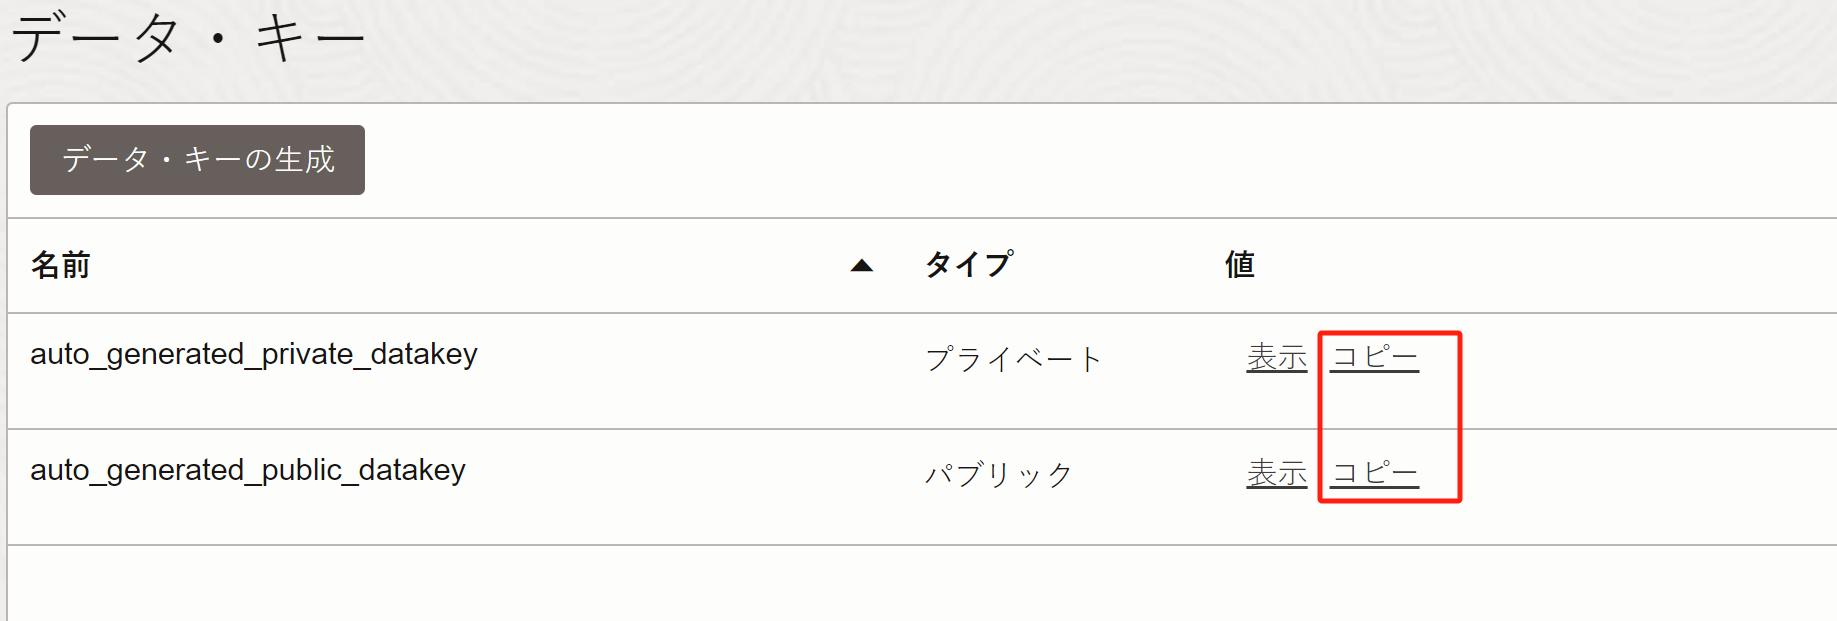 データ・キー
データ・キーの生成
名前 タイプ 値
auto_generated_private_datakey プライベート 表示 コピー
auto_generated_public_datakey パブリック 表示 コピー